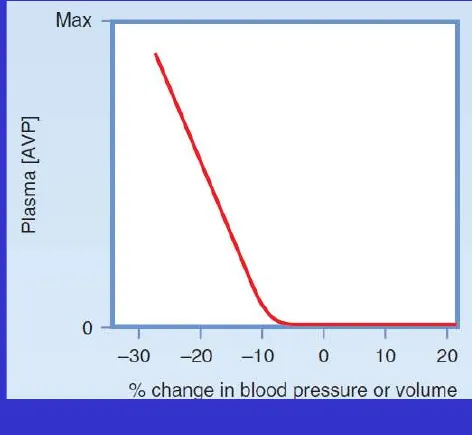 Max
Plasma [AVP]
0
–30 –20 –10 0 10 20
% change in blood pressure or volume